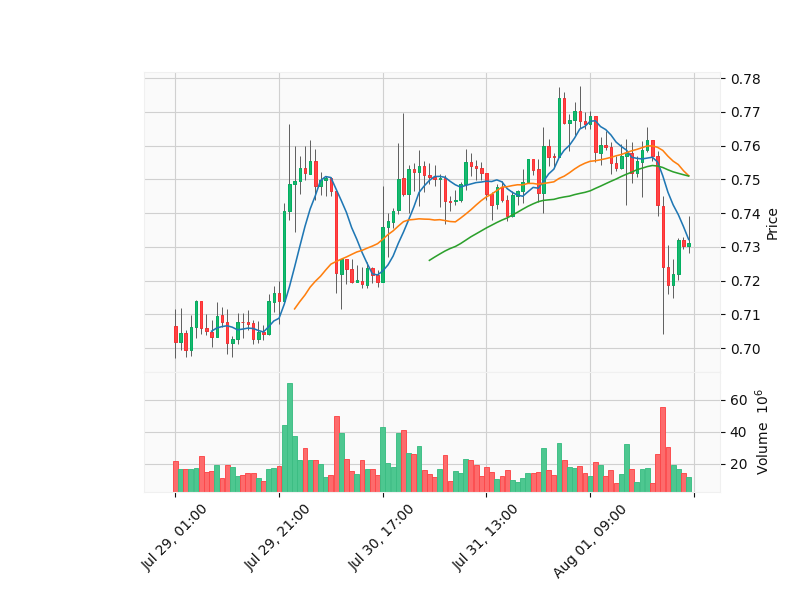 0.78
0.77
0.76
0.75
0.74
0.73
0.72
0.71
0.70
Price
60
40
20
Volume 10⁶
Jul 29, 01:00
Jul 29, 21:00
Jul 30, 17:00
Jul 31, 13:00
Aug 01, 09:00